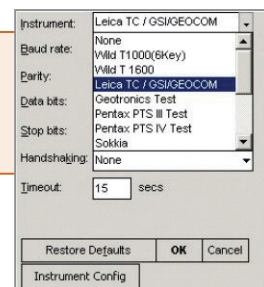 Instrument: Leica TC / GSI/GEOCOM
Baud rate: None
Wild T1000(6Key)
Wild T 1600
Parity: Leica TC / GSI/GEOCOM
Data bits: Geotronics Test
Pentax PTS III Test
Stop bits: Pentax PTS IV Test
Sokkia
Handshaking: None
Timeout: 15 secs
Restore Defaults OK Cancel
Instrument Config